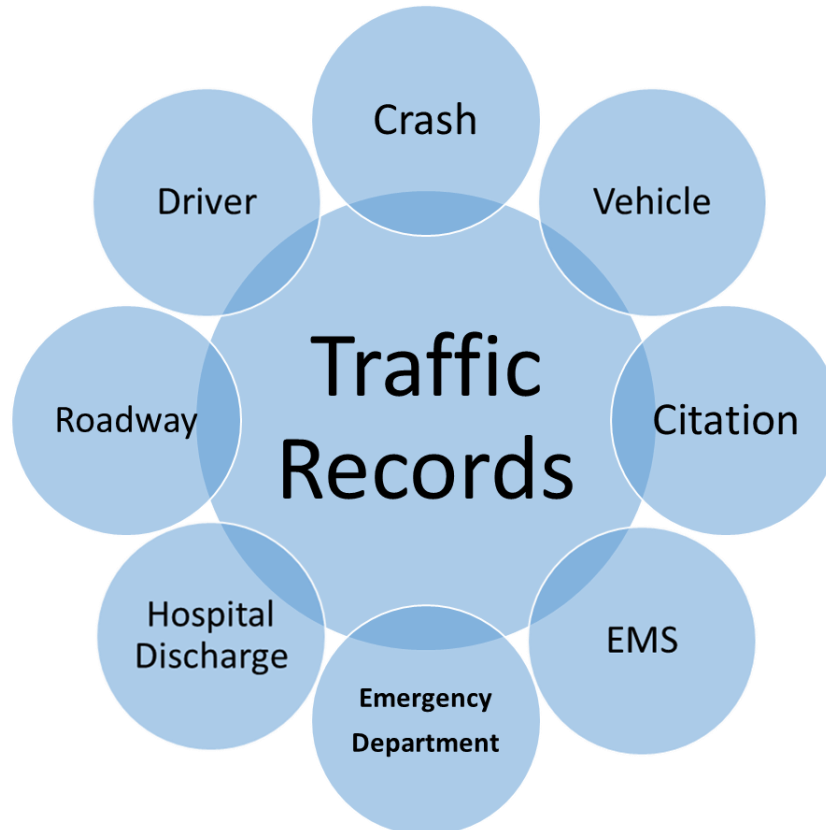 Crash
Driver
Vehicle
Traffic
Records
Roadway
Citation
Hospital
Discharge
EMS
Emergency
Department